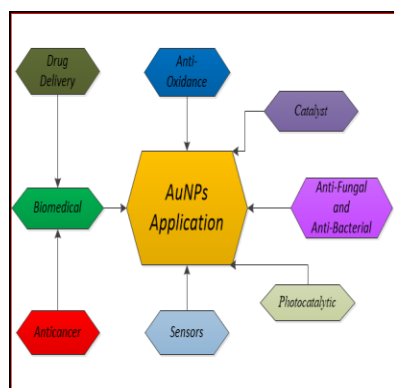 Drug
Delivery
Anti-
Oxidance
Catalyst
AuNPs
Application
Biomedical
Anti-Fungal
and
Anti-Bacterial
Photocatalytic
Anticancer
Sensors